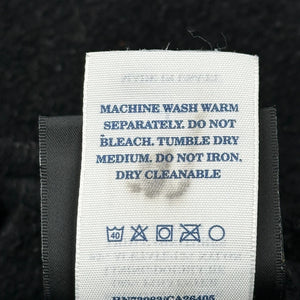 MACHINE WASH WARM
SEPARATELY. DO NOT
BLEACH. TUMBLE DRY
MEDIUM. DO NOT IRON,
DRY CLEANABLE
40